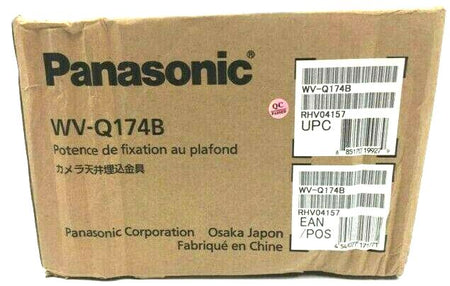 Panasonic®
WV-Q174B
Potence de fixation au plafond
カメラ天井埋込金具
Panasonic Corporation Osaka Japan
Fabriqué en Chine
QC
WV-Q174B
RHV04157
UPC
WV-Q174B
RHV04157
EAN
/POS